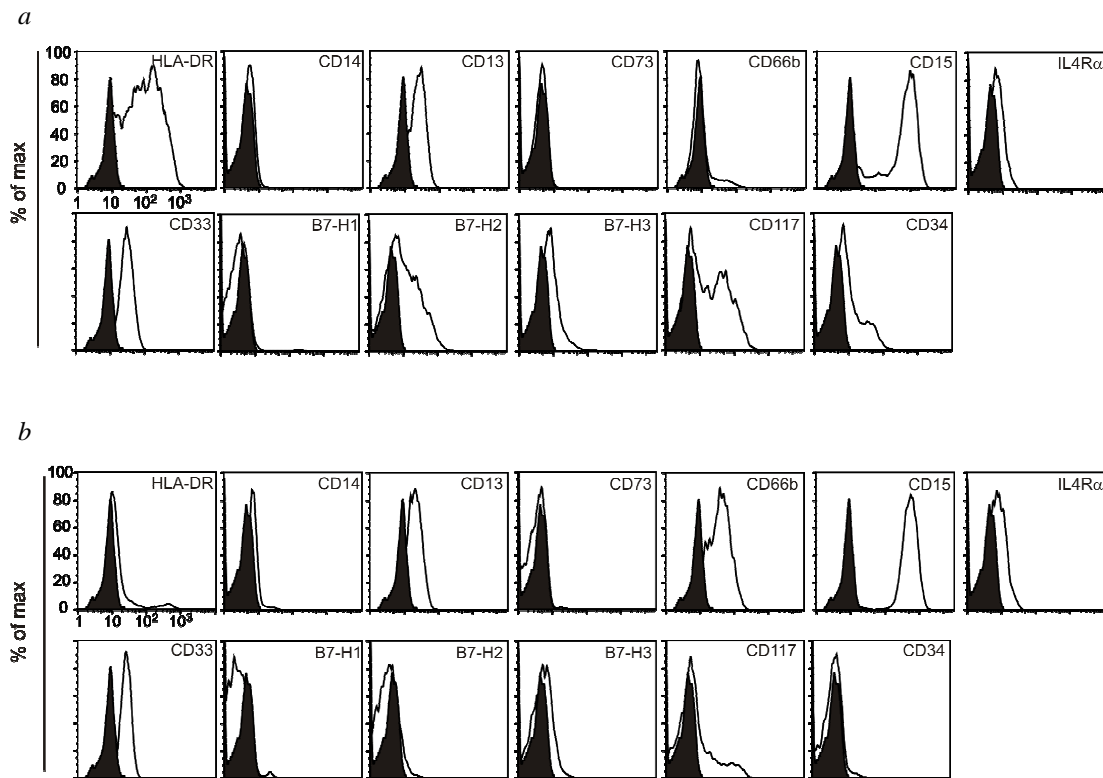 a
HLA-DR CD14 CD13 CD73 CD66b CD15 IL4Rα
100
80
60
40
20
0
1 10 10² 10³
% of max
CD33 B7-H1 B7-H2 B7-H3 CD117 CD34
b
HLA-DR CD14 CD13 CD73 CD66b CD15 IL4Rα
100
80
60
40
20
0
1 10 10² 10³
% of max
CD33 B7-H1 B7-H2 B7-H3 CD117 CD34